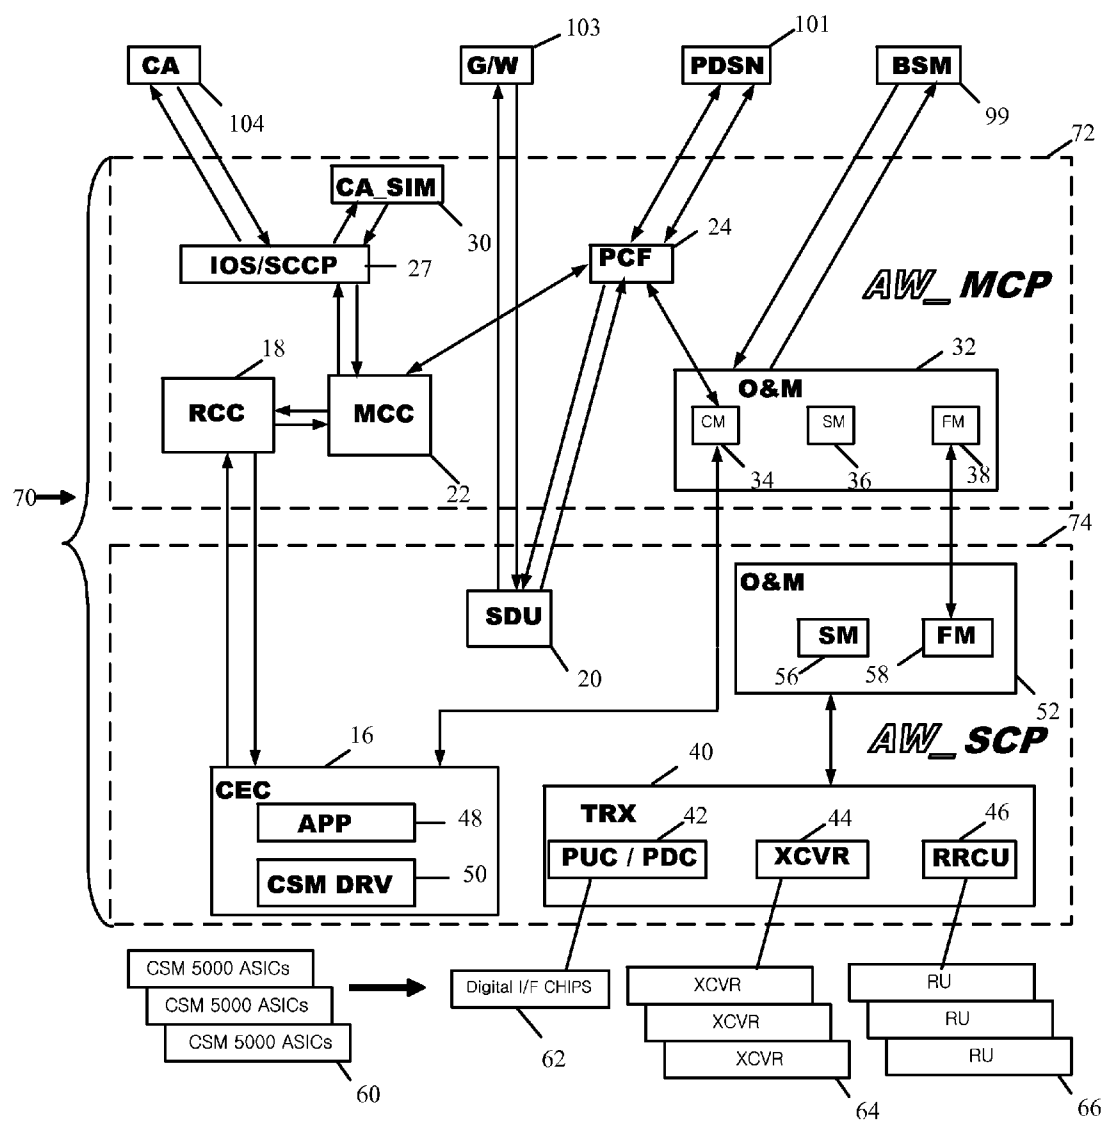 103
101
CA
G/W
PDSN
BSM
104
99
72
CA_SIM
30
24
IOS/SCCP
27
PCF
AW_MCP
18
32
O&M
RCC
MCC
CM
SM
FM
22
34
36
38
70
74
O&M
SDU
SM
FM
20
56
58
52
16
AW_SCP
40
CEC
TRX
42
44
46
APP
48
PUC / PDC
XCVR
RRCU
CSM DRV
50
CSM 5000 ASICs
CSM 5000 ASICs
CSM 5000 ASICs
60
Digital I/F CHIPS
62
XCVR
XCVR
XCVR
64
RU
RU
RU
66